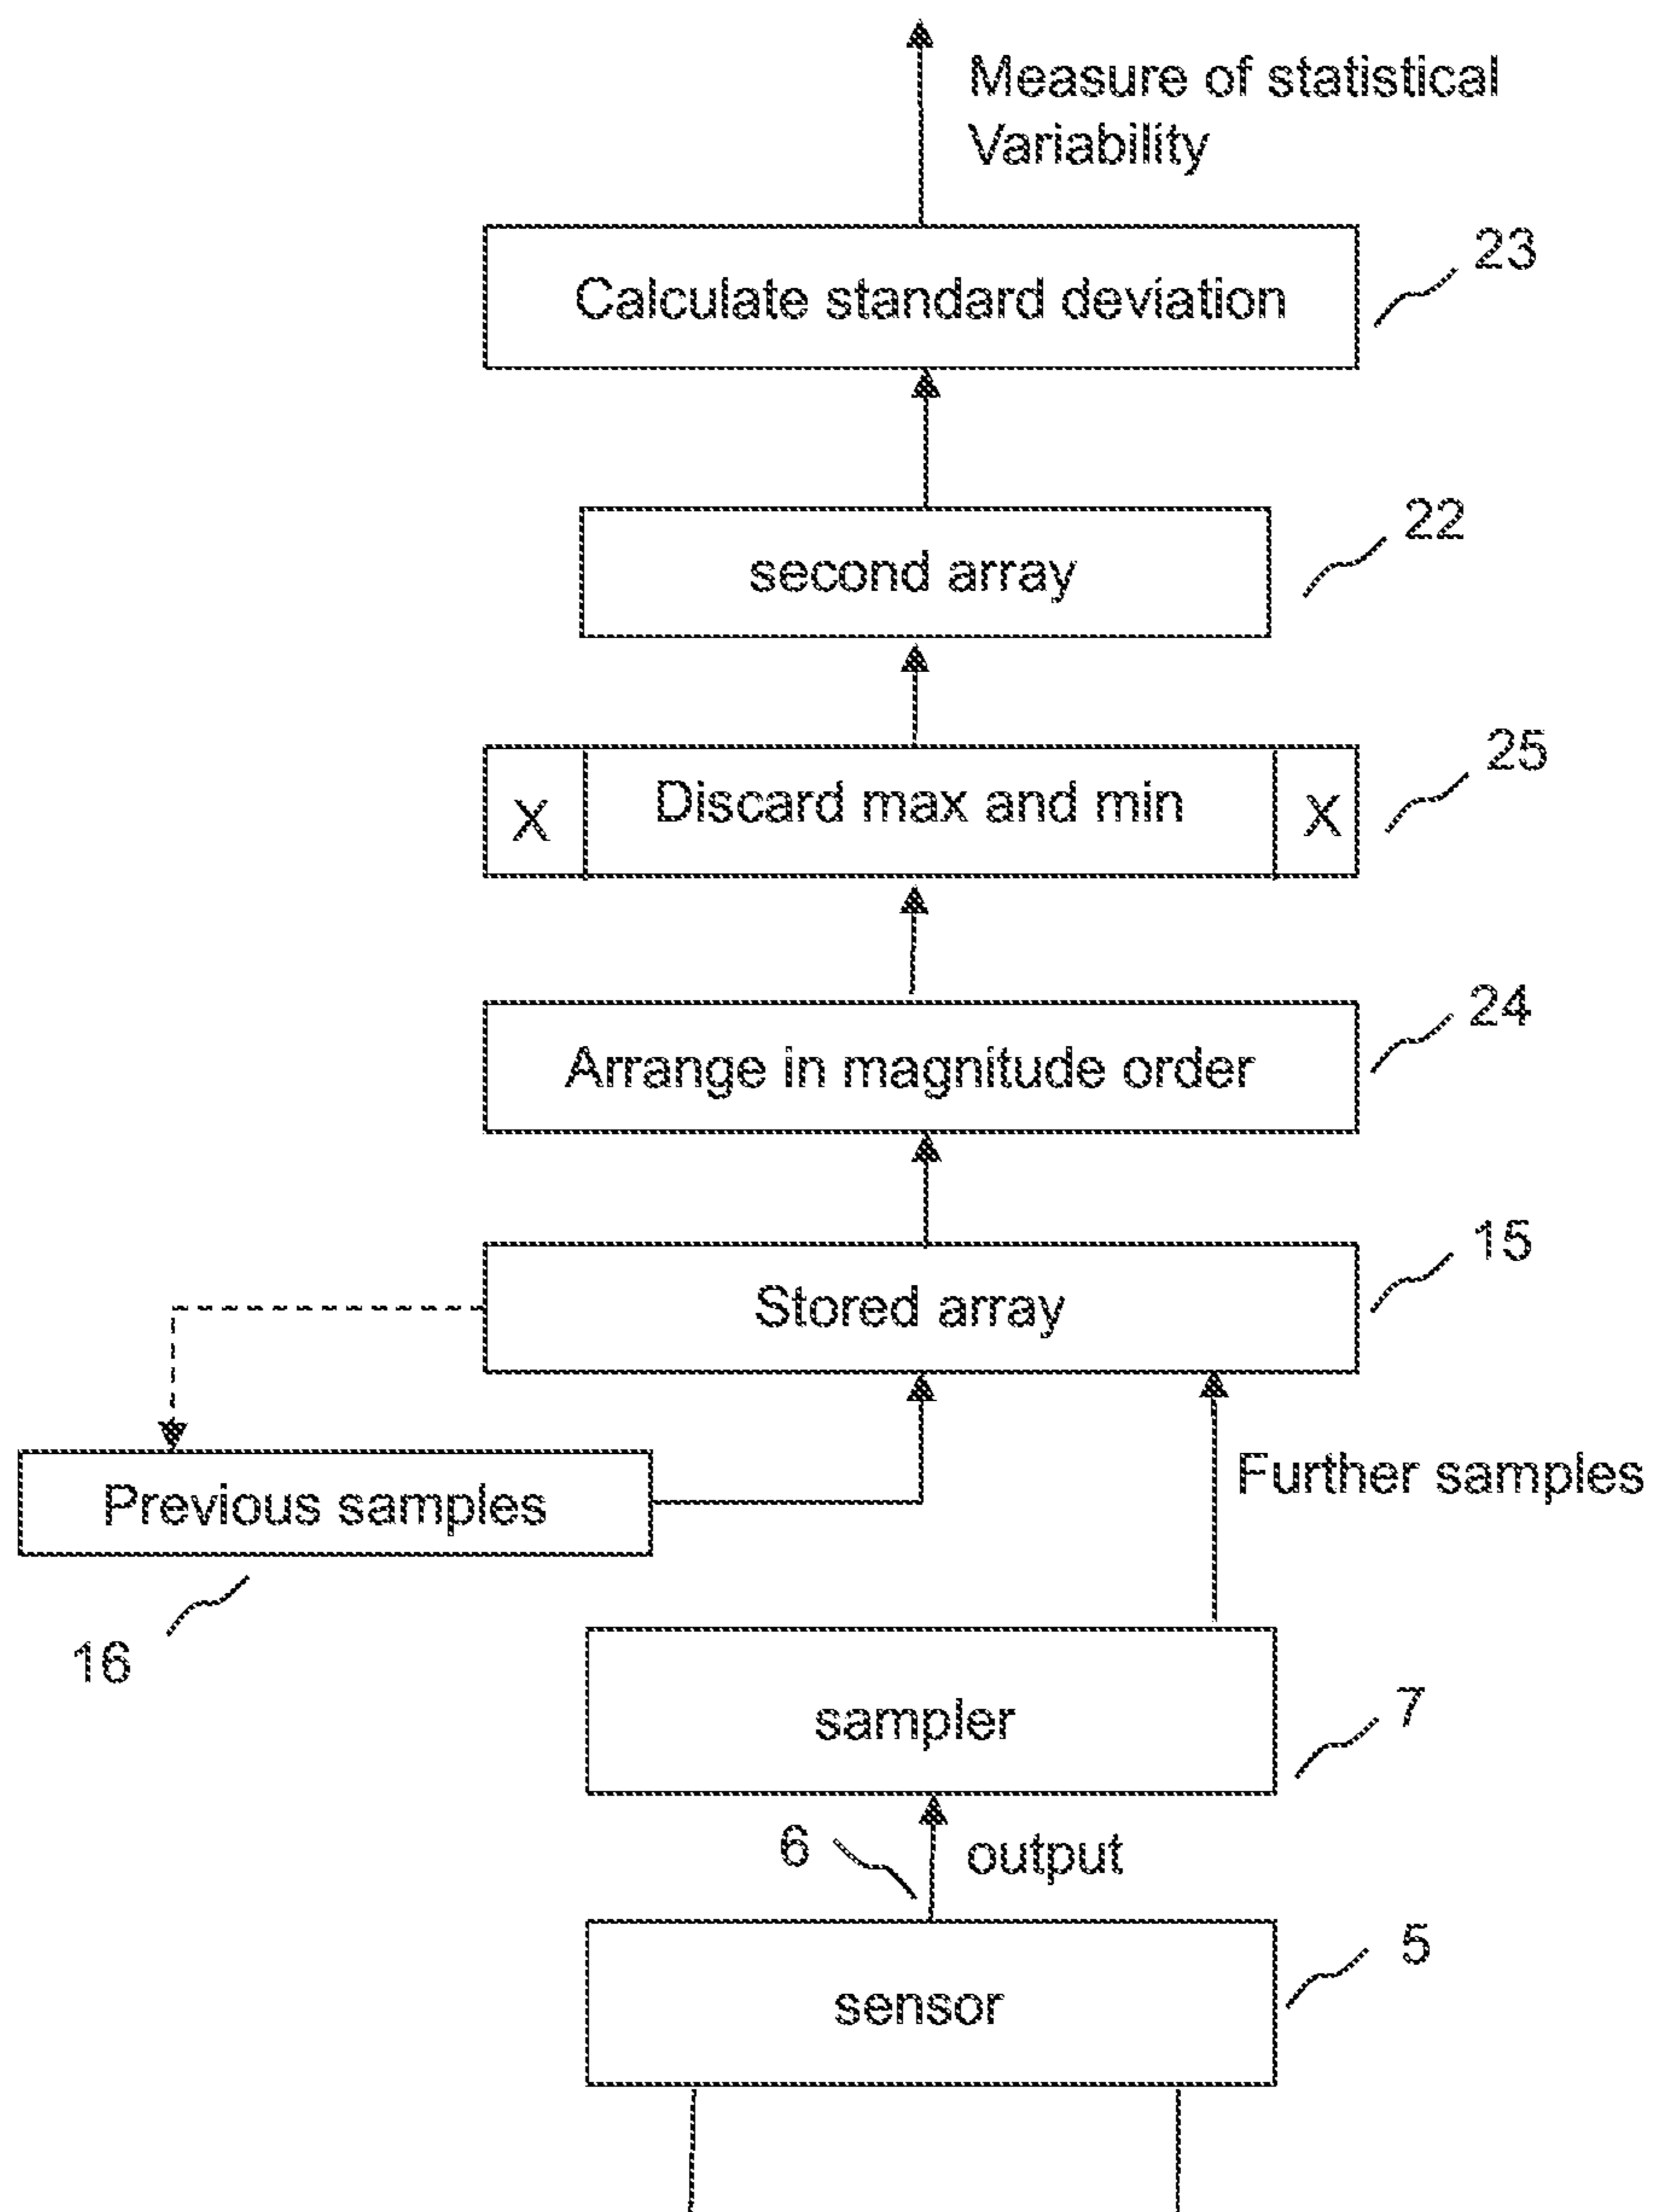 Measure of statistical
Variability
Calculate standard deviation
23
second array
22
X
Discard max and min
X
25
Arrange in magnitude order
24
Stored array
15
Previous samples
Further samples
16
sampler
7
6
output
sensor
5